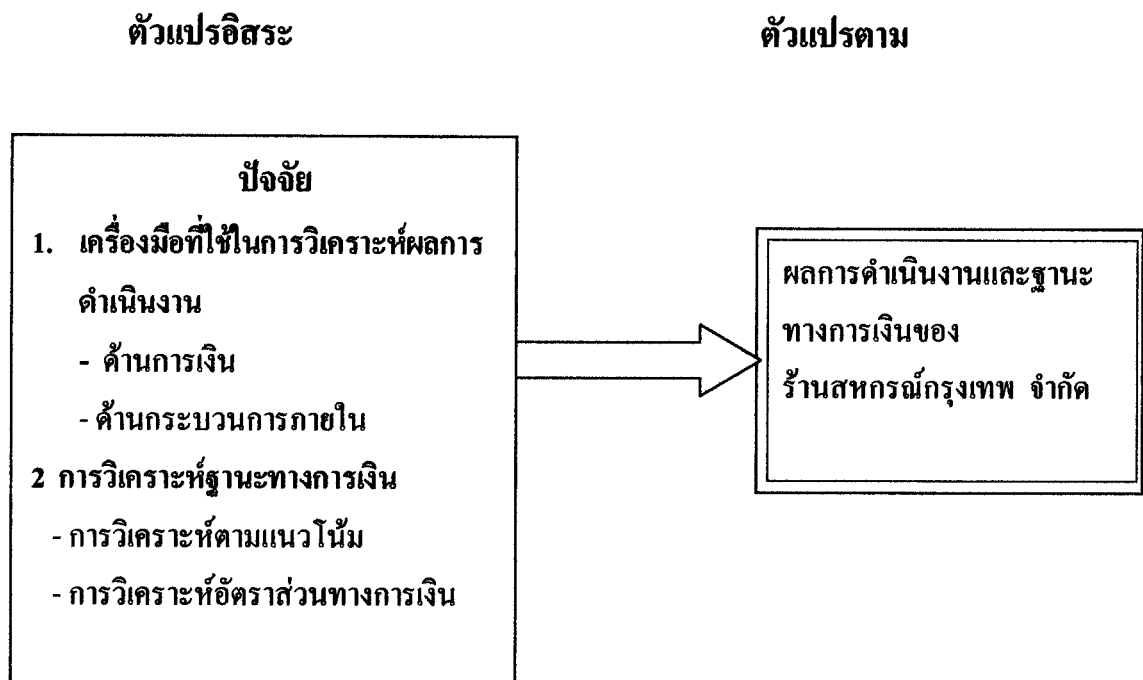 ตัวแปรอิสระ
ตัวแปรตาม
ปัจจัย
1. เครื่องมือที่ใช้ในการวิเคราะห์ผลการ
ดำเนินงาน
- ด้านการเงิน
- ด้านกระบวนการภายใน
2 การวิเคราะห์ฐานะทางการเงิน
- การวิเคราะห์ตามแนวโน้ม
- การวิเคราะห์อัตราส่วนทางการเงิน
ผลการดำเนินงานและฐานะ
ทางการเงินของ
ร้านสหกรณ์กรุงเทพ จำกัด